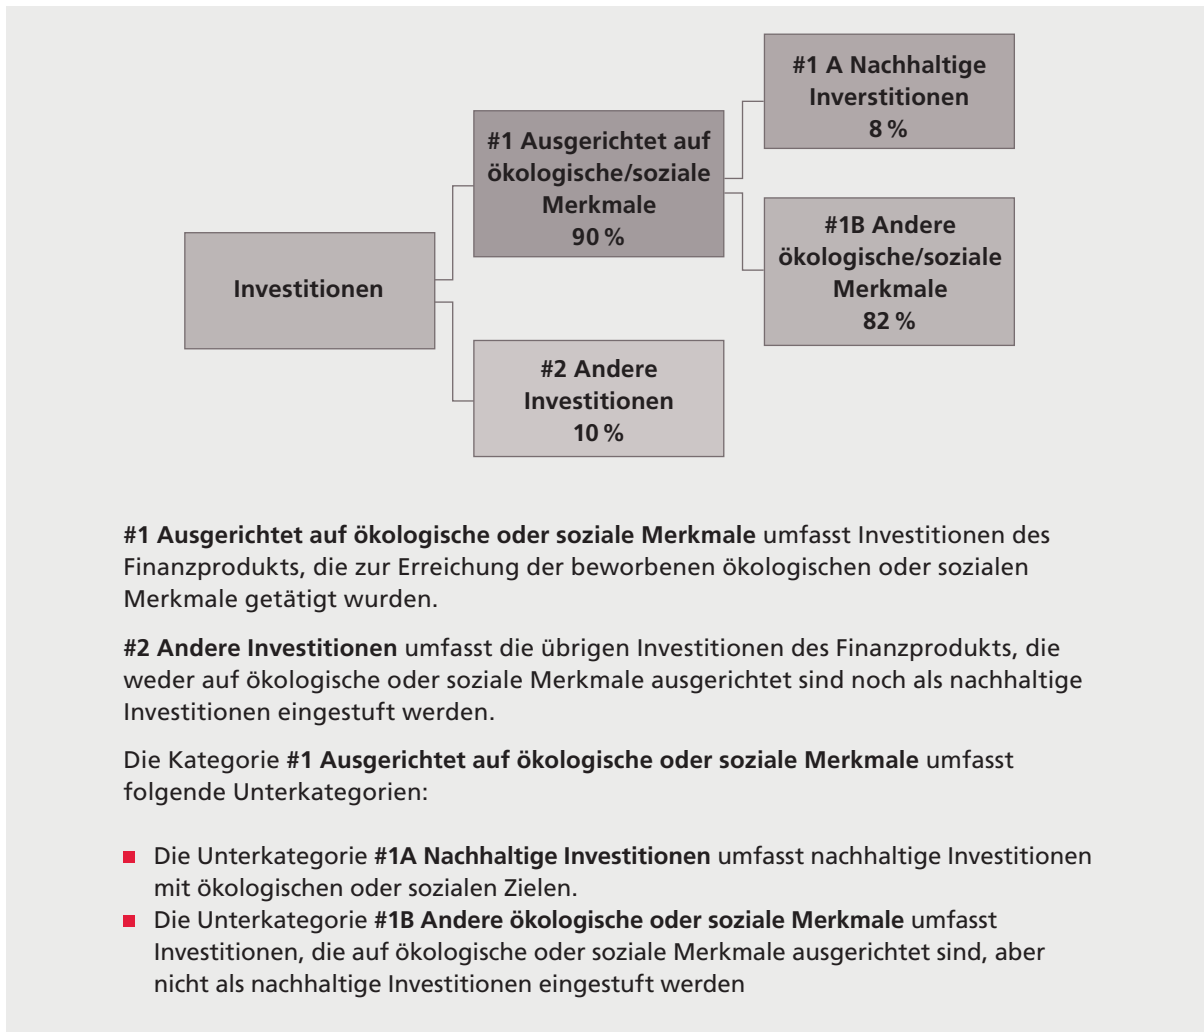 #1 A Nachhaltige
Inverstitionen
8 %
#1 Ausgerichtet auf
ökologische/soziale
Merkmale
90 %
#1B Andere
ökologische/soziale
Merkmale
82 %
Investitionen
#2 Andere
Investitionen
10 %
#1 Ausgerichtet auf ökologische oder soziale Merkmale umfasst Investitionen des
Finanzprodukts, die zur Erreichung der beworbenen ökologischen oder sozialen
Merkmale getätigt wurden.
#2 Andere Investitionen umfasst die übrigen Investitionen des Finanzprodukts, die
weder auf ökologische oder soziale Merkmale ausgerichtet sind noch als nachhaltige
Investitionen eingestuft werden.
Die Kategorie #1 Ausgerichtet auf ökologische oder soziale Merkmale umfasst
folgende Unterkategorien:
Die Unterkategorie #1A Nachhaltige Investitionen umfasst nachhaltige Investitionen
mit ökologischen oder sozialen Zielen.
Die Unterkategorie #1B Andere ökologische oder soziale Merkmale umfasst
Investitionen, die auf ökologische oder soziale Merkmale ausgerichtet sind, aber
nicht als nachhaltige Investitionen eingestuft werden